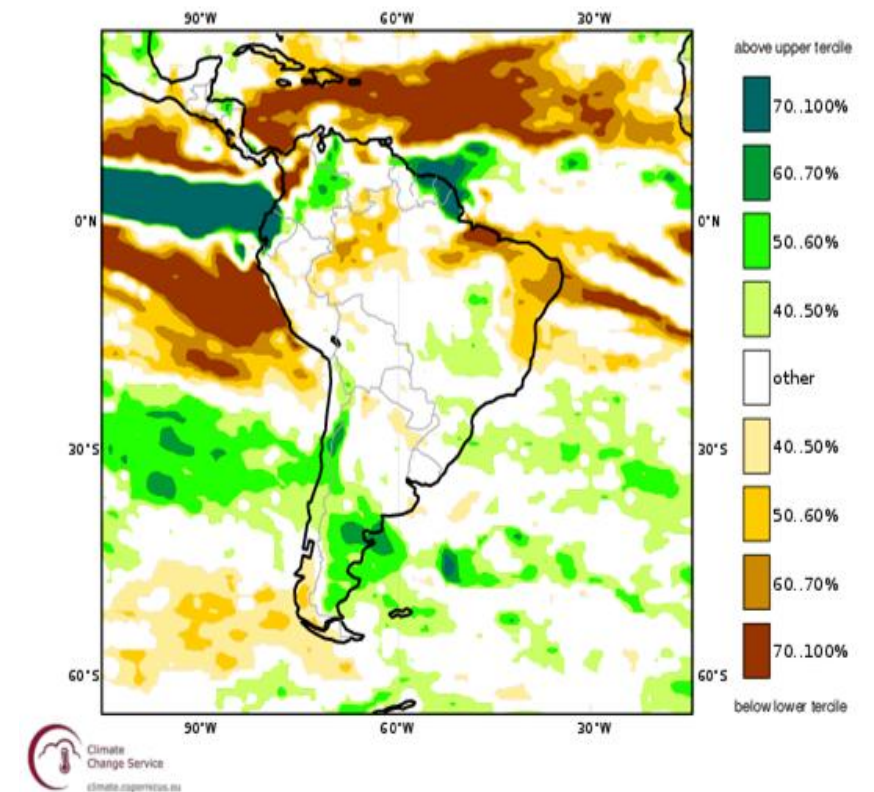 90°W 60°W 30°W
above upper tercile
70..100%
60..70%
0°N 0°N
50..60%
40..50%
other
30°S 30°S
40..50%
50..60%
60..70%
70..100%
60°S 60°S
below lower tercile
90°W 60°W 30°W
Climate
Change Service
climate.copernicus.eu